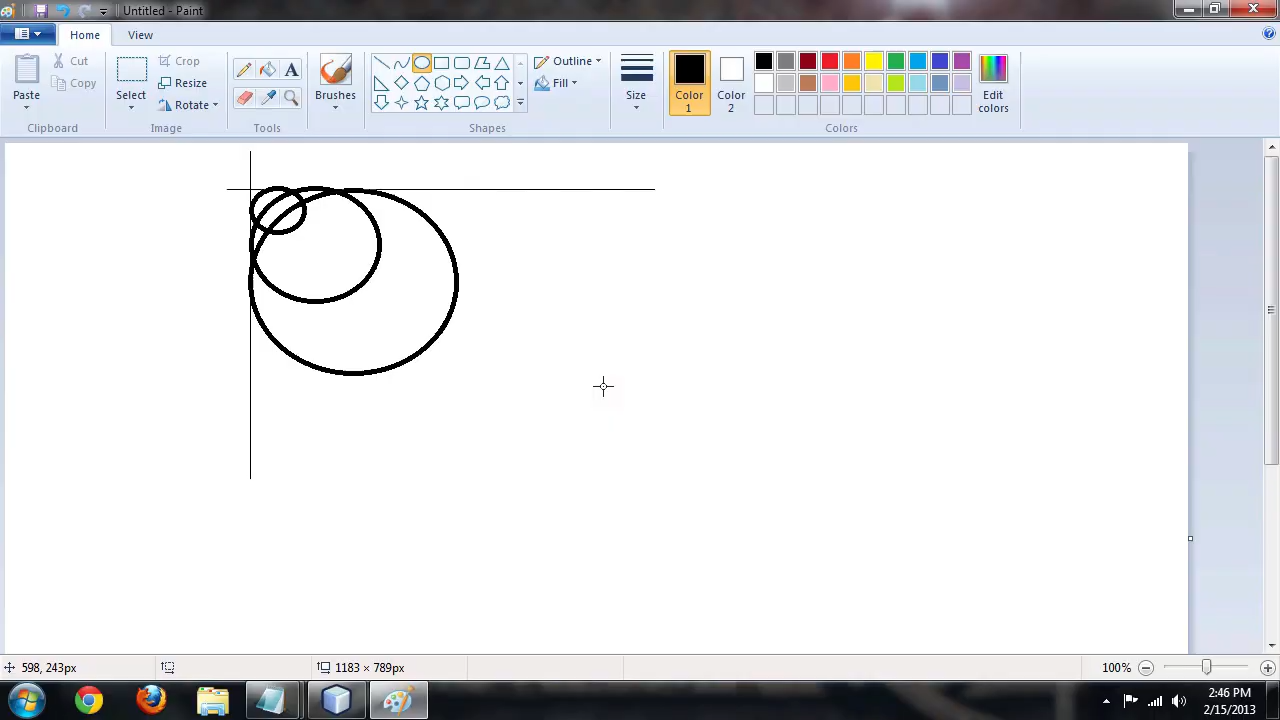 Untitled - Paint
Home View
Paste
Cut
Copy
Clipboard
Select
Crop
Resize
Rotate
Image
A
Tools
Brushes
Outline
Fill
Shapes
Size
Color 1
Color 2
Edit colors
Colors
598, 243px
1183 × 789px
100%
2:46 PM
2/15/2013